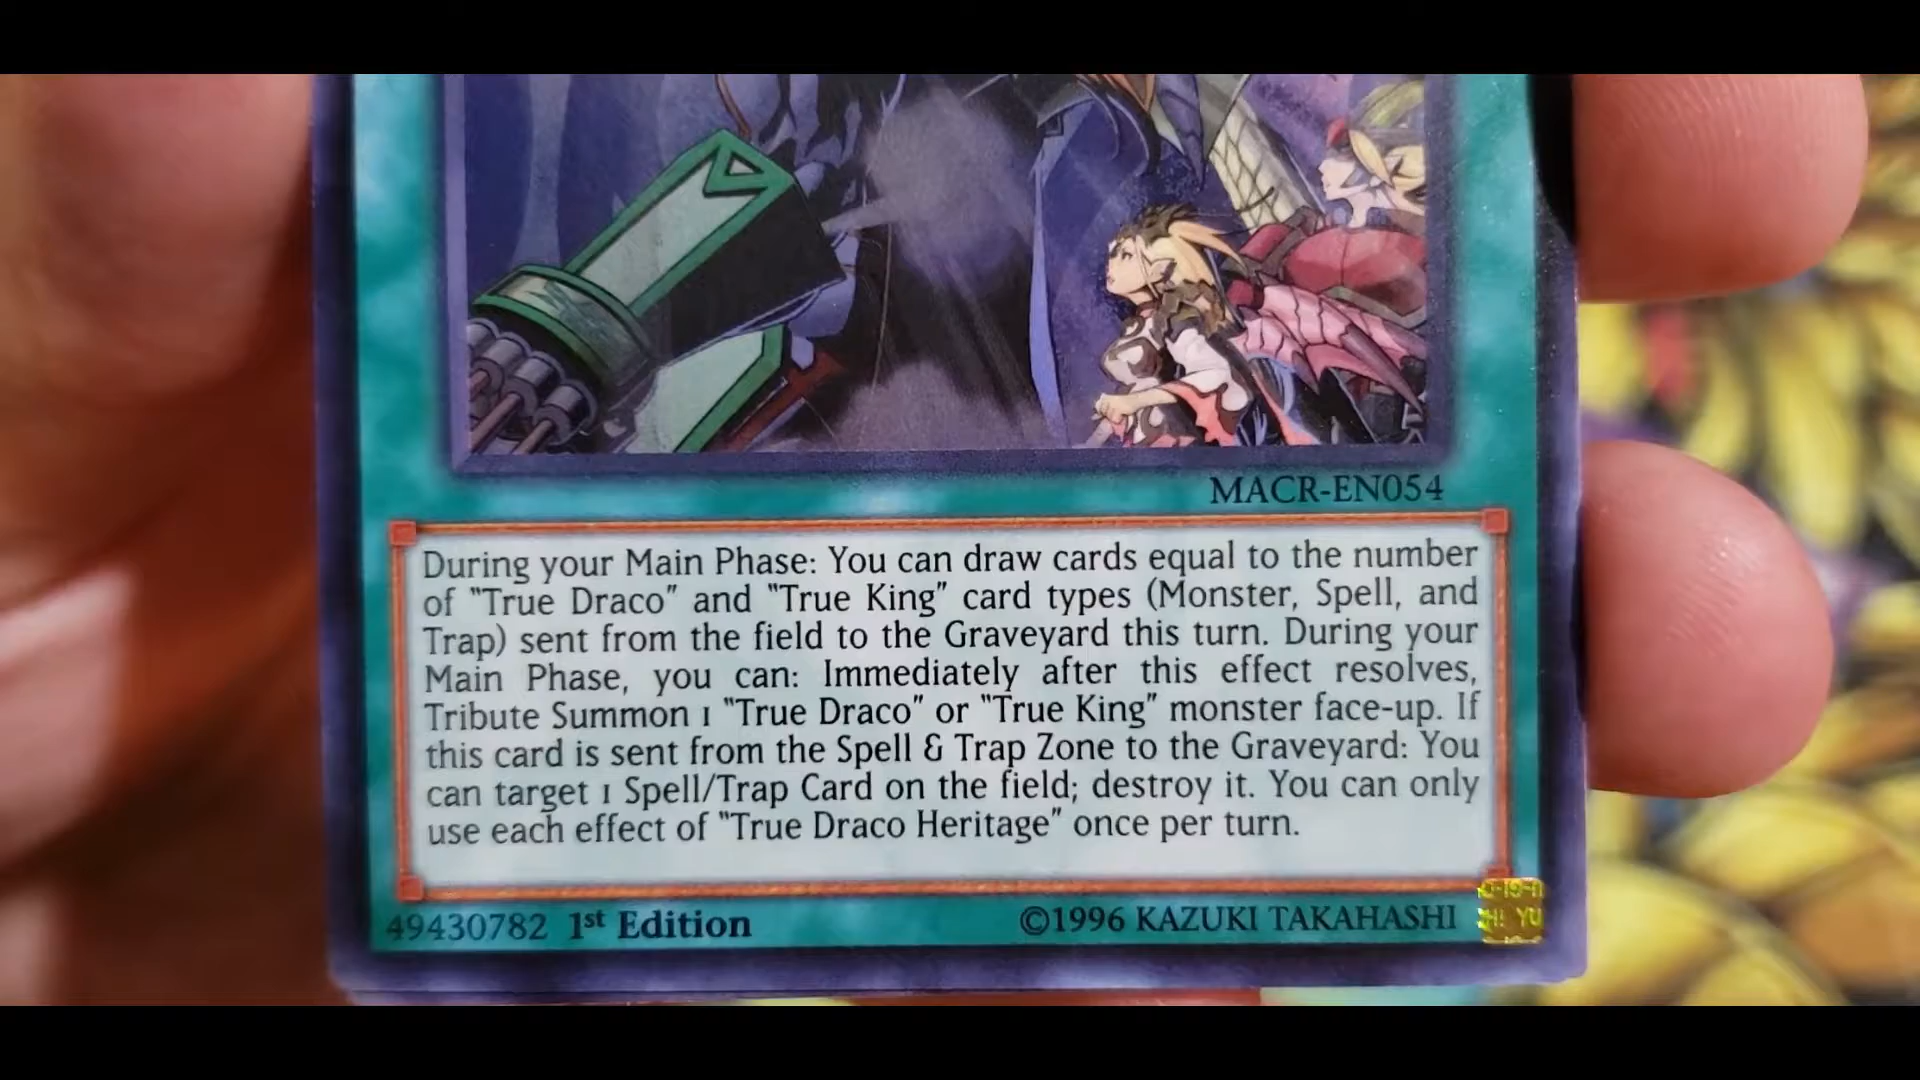 MACR-EN054
During your Main Phase: You can draw cards equal to the number
of "True Draco" and "True King" card types (Monster, Spell, and
Trap) sent from the field to the Graveyard this turn. During your
Main Phase, you can: Immediately after this effect resolves,
Tribute Summon 1 "True Draco" or "True King" monster face-up. If
this card is sent from the Spell & Trap Zone to the Graveyard: You
can target 1 Spell/Trap Card on the field; destroy it. You can only
use each effect of "True Draco Heritage" once per turn.
49430782 1st Edition ©1996 KAZUKI TAKAHASHI